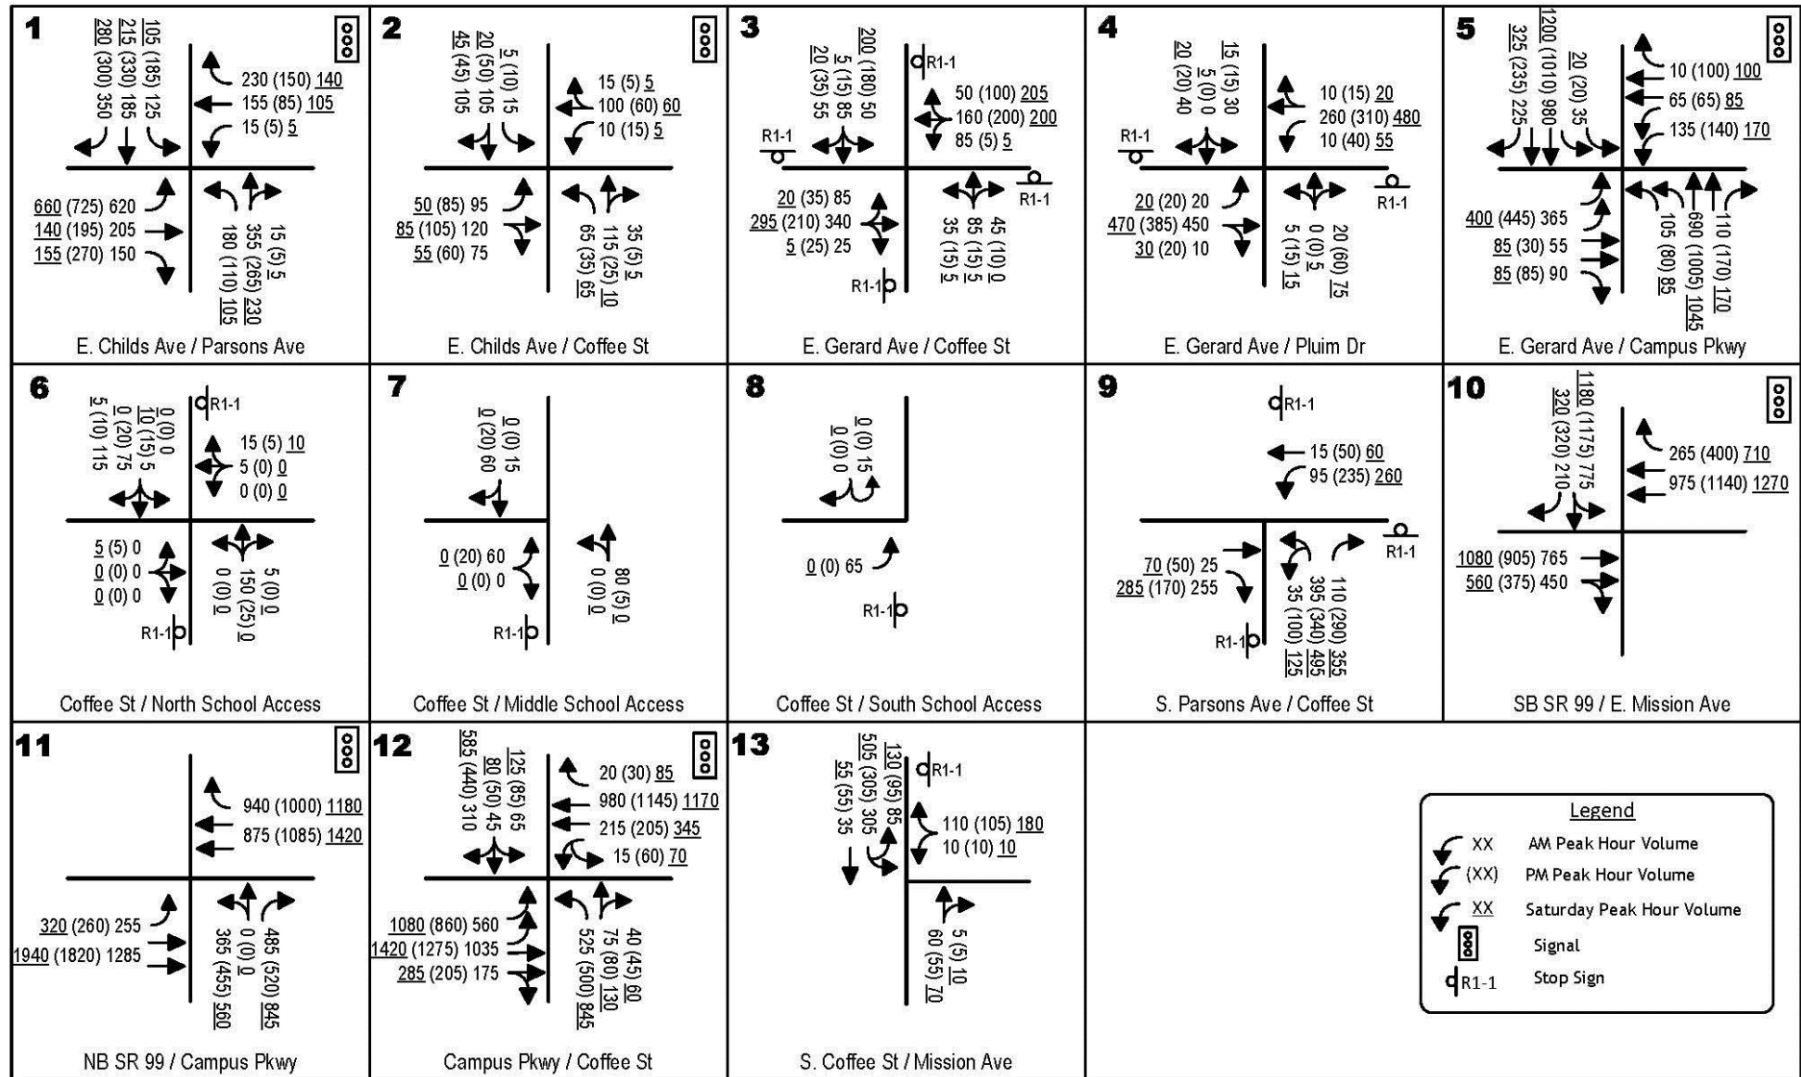 1
280 (300) 350
215 (330) 185
105 (185) 125
230 (150) 140
155 (85) 105
15 (5) 5
660 (725) 620
140 (195) 205
155 (270) 150
180 (110) 105
355 (265) 230
15 (5) 5
E. Childs Ave / Parsons Ave
2
45 (45) 105
20 (50) 105
5 (10) 15
15 (5) 5
100 (60) 60
10 (15) 5
50 (85) 95
85 (105) 120
55 (60) 75
65 (35) 65
115 (25) 10
35 (5) 5
E. Childs Ave / Coffee St
3
20 (35) 55
5 (15) 85
200 (180) 50
R1-1
50 (100) 205
160 (200) 200
85 (5) 5
R1-1
R1-1
20 (35) 85
295 (210) 340
5 (25) 25
R1-1
35 (15) 5
85 (15) 5
45 (10) 0
E. Gerard Ave / Coffee St
4
20 (20) 40
5 (0) 0
15 (15) 30
10 (15) 20
260 (310) 480
10 (40) 55
R1-1
R1-1
20 (20) 20
470 (385) 450
30 (20) 10
5 (15) 15
0 (0) 5
20 (60) 75
E. Gerard Ave / Pluim Dr
5
325 (235) 225
1200 (1010) 980
20 (20) 35
10 (100) 100
65 (65) 85
135 (140) 170
400 (445) 365
85 (30) 55
85 (85) 90
105 (80) 85
690 (1005) 1045
110 (170) 170
E. Gerard Ave / Campus Pkwy
6
5 (10) 115
0 (20) 75
10 (15) 5
0 (0) 0
R1-1
15 (5) 10
5 (0) 0
0 (0) 0
5 (5) 0
0 (0) 0
0 (0) 0
R1-1
0 (0) 0
150 (25) 0
5 (0) 0
Coffee St / North School Access
7
0 (20) 60
0 (0) 15
0 (20) 60
0 (0) 0
R1-1
0 (0) 0
80 (5) 0
Coffee St / Middle School Access
8
0 (0) 0
0 (0) 15
0 (0) 65
R1-1
Coffee St / South School Access
9
R1-1
15 (50) 60
95 (235) 260
R1-1
70 (50) 25
285 (170) 255
R1-1
35 (100) 125
395 (340) 495
110 (290) 355
S. Parsons Ave / Coffee St
10
320 (320) 210
1180 (1175) 775
265 (400) 710
975 (1140) 1270
1080 (905) 765
560 (375) 450
SB SR 99 / E. Mission Ave
11
940 (1000) 1180
875 (1085) 1420
320 (260) 255
1940 (1820) 1285
365 (455) 560
0 (0) 0
485 (520) 845
NB SR 99 / Campus Pkwy
12
585 (440) 310
80 (50) 45
125 (85) 65
20 (30) 85
980 (1145) 1170
215 (205) 345
15 (60) 70
1080 (860) 560
1420 (1275) 1035
285 (205) 175
525 (500) 845
75 (80) 130
40 (45) 60
Campus Pkwy / Coffee St
13
55 (55) 35
505 (305) 305
130 (95) 85
R1-1
110 (105) 180
10 (10) 10
60 (55) 70
5 (5) 10
S. Coffee St / Mission Ave
Legend
XX AM Peak Hour Volume
(XX) PM Peak Hour Volume
XX Saturday Peak Hour Volume
Signal
R1-1 Stop Sign